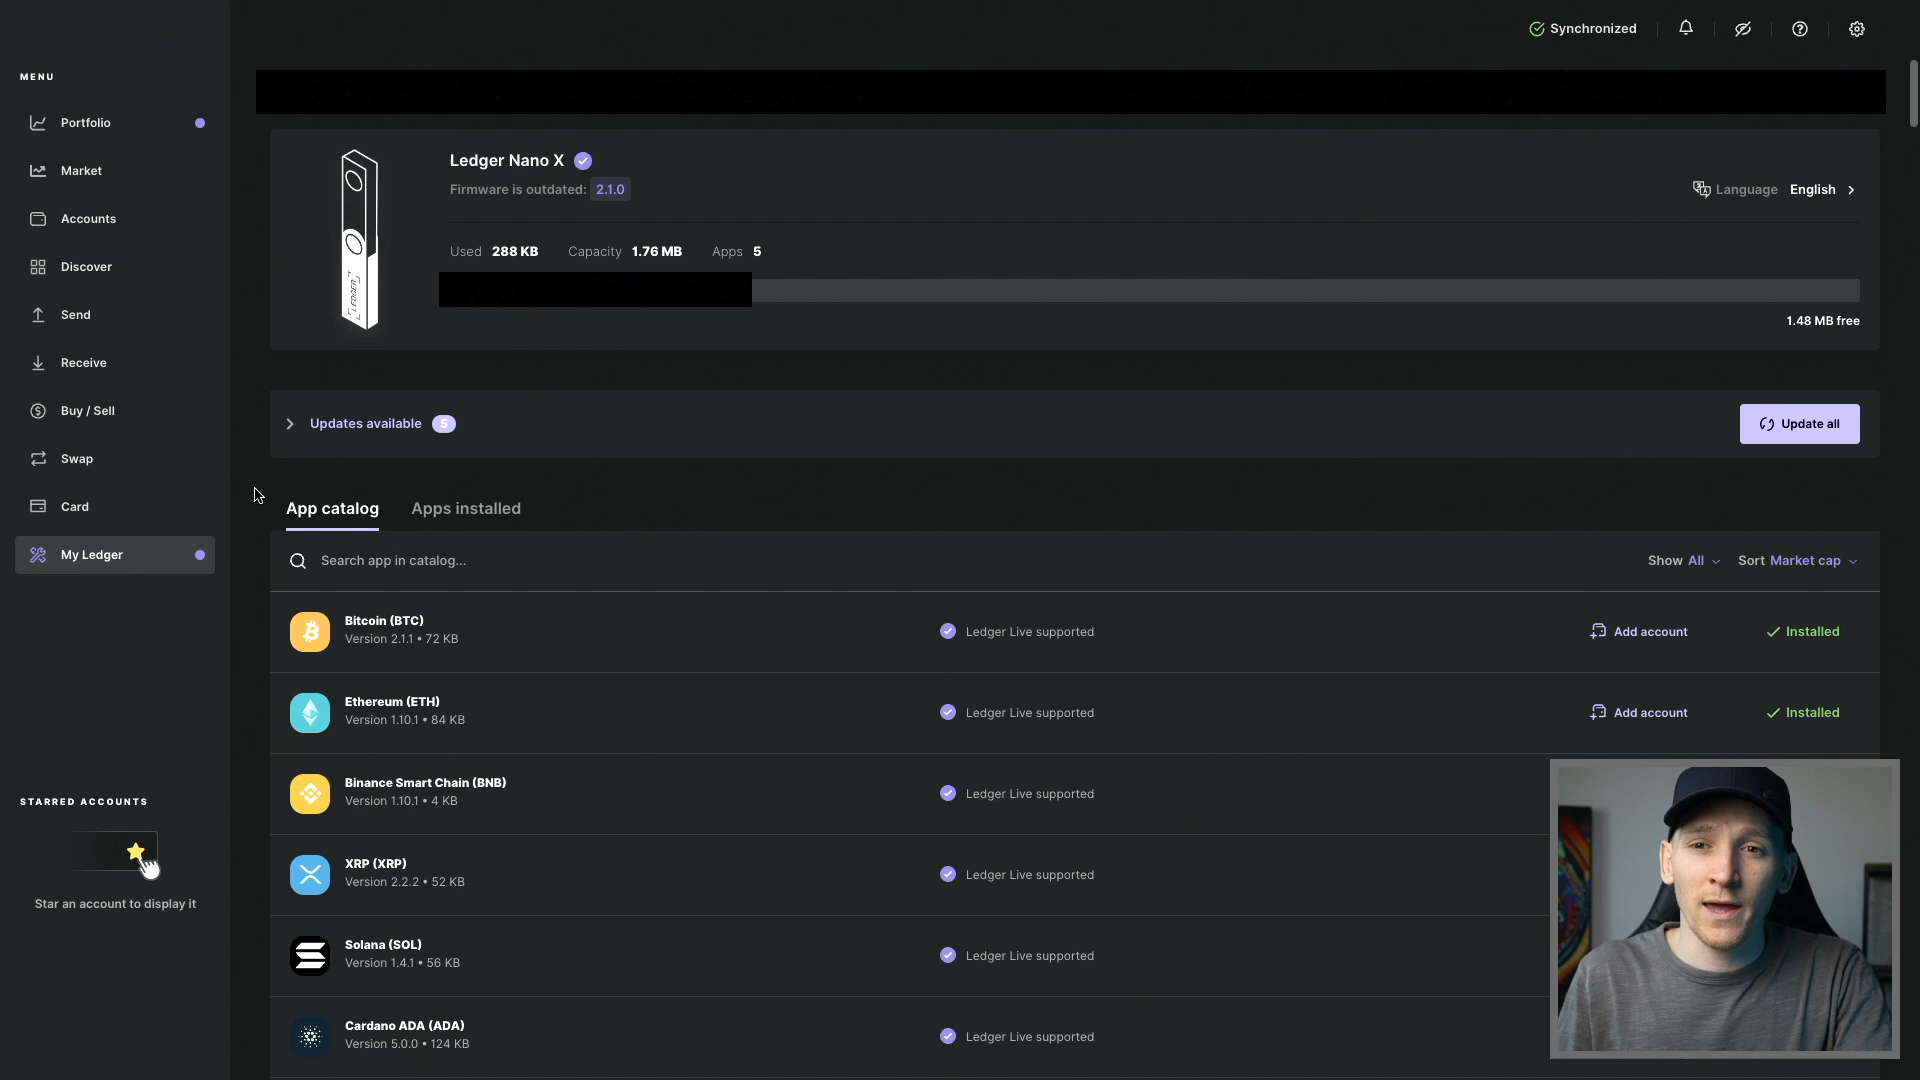 Synchronized
MENU
Portfolio
Market
Accounts
Discover
Send
Receive
Buy / Sell
Swap
Card
My Ledger
STARRED ACCOUNTS
Star an account to display it
Ledger Nano X
Firmware is outdated: 2.1.0
Language English
Used 288 KB Capacity 1.76 MB Apps 5
LEDGER
1.48 MB free
Updates available 5
Update all
App catalog Apps installed
Search app in catalog...
Show All Sort Market cap
Bitcoin (BTC)
Version 2.1.1 • 72 KB
Ledger Live supported
Add account
Installed
Ethereum (ETH)
Version 1.10.1 • 84 KB
Ledger Live supported
Add account
Installed
Binance Smart Chain (BNB)
Version 1.10.1 • 4 KB
Ledger Live supported
XRP (XRP)
Version 2.2.2 • 52 KB
Ledger Live supported
Solana (SOL)
Version 1.4.1 • 56 KB
Ledger Live supported
Cardano ADA (ADA)
Version 5.0.0 • 124 KB
Ledger Live supported